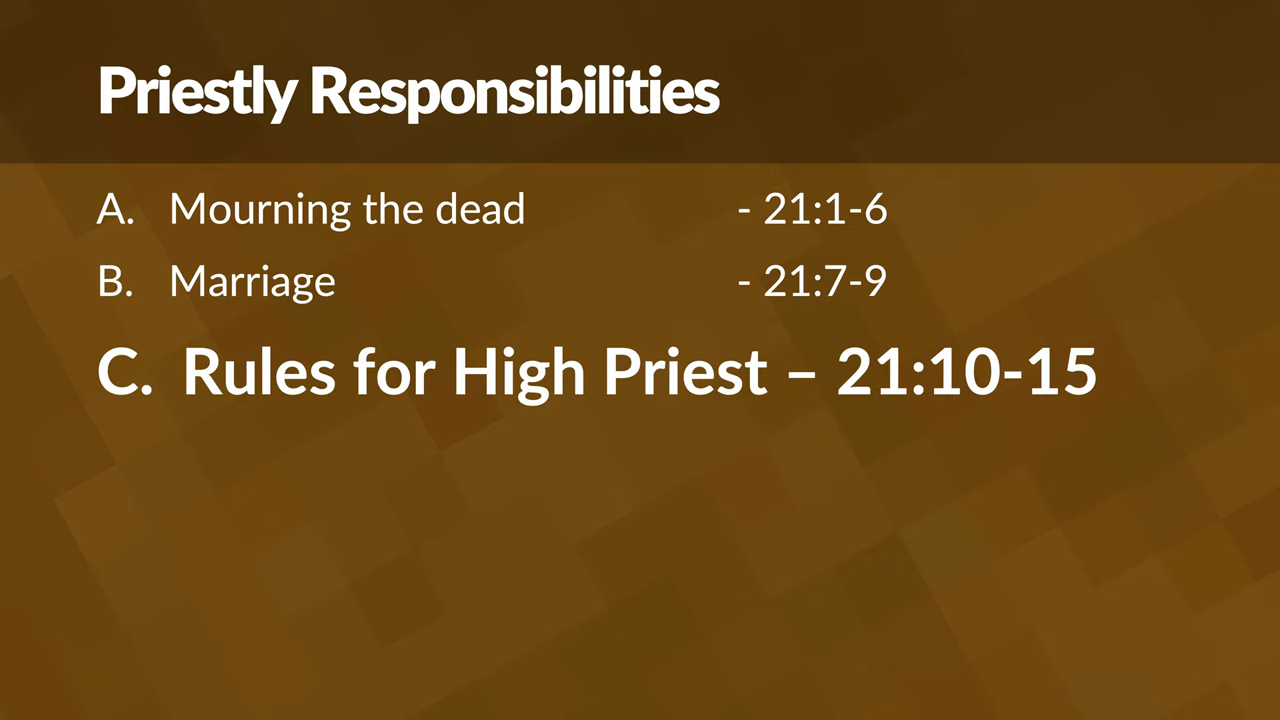 Priestly Responsibilities
A. Mourning the dead - 21:1-6
B. Marriage - 21:7-9
C. Rules for High Priest – 21:10-15